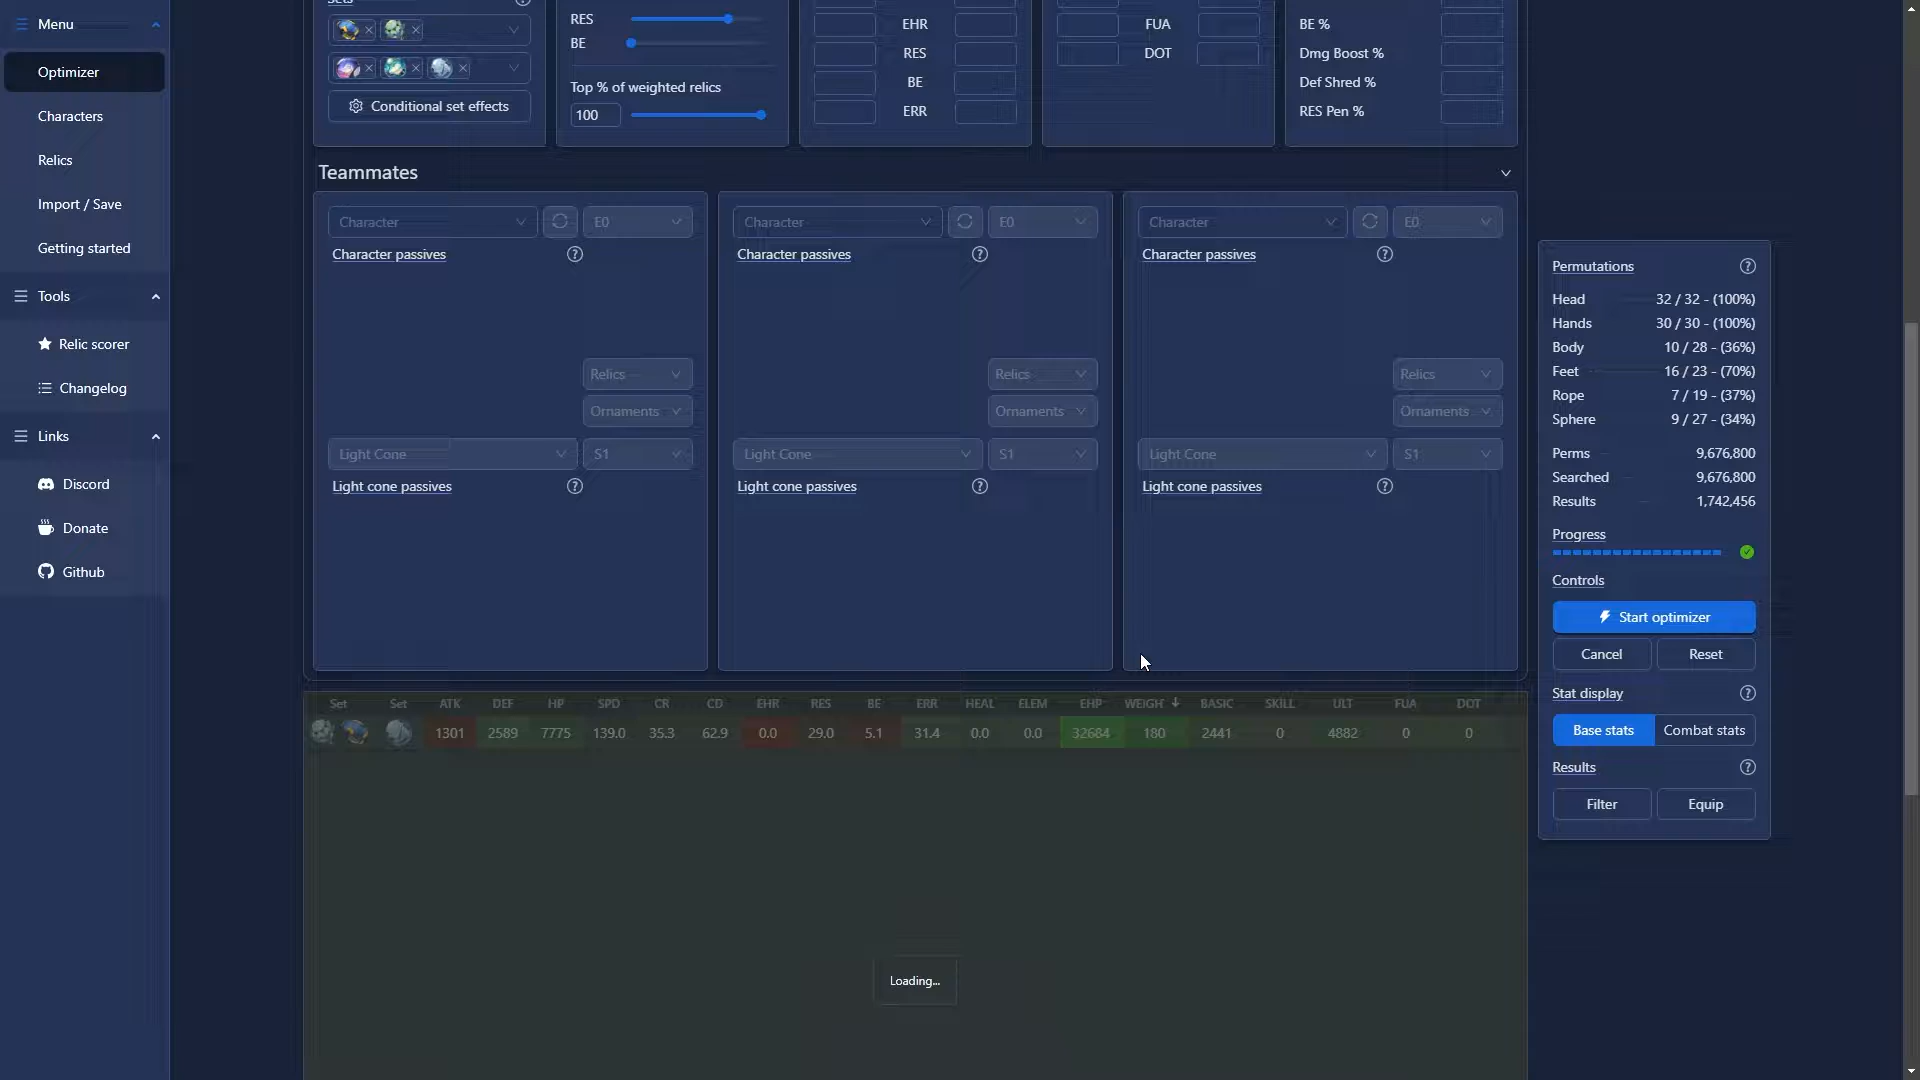 Menu
Optimizer
Characters
Relics
Import / Save
Getting started
Tools
Relic scorer
Changelog
Links
Discord
Donate
Github
Sets
Conditional set effects
RES
BE
Top % of weighted relics
100
EHR
RES
BE
ERR
FUA
DOT
BE %
Dmg Boost %
Def Shred %
RES Pen %
Teammates
Character E0
Character passives
Relics
Ornaments
Light Cone S1
Light cone passives
Character E0
Character passives
Relics
Ornaments
Light Cone S1
Light cone passives
Character E0
Character passives
Relics
Ornaments
Light Cone S1
Light cone passives
Set Set ATK DEF HP SPD CR CD EHR RES BE ERR HEAL ELEM EHP WEIGH BASIC SKILL ULT FUA DOT
1301 2589 7775 139.0 35.3 62.9 0.0 29.0 5.1 31.4 0.0 0.0 32684 180 2441 0 4882 0 0
Loading...
Permutations
Head 32 / 32 - (100%)
Hands 30 / 30 - (100%)
Body 10 / 28 - (36%)
Feet 16 / 23 - (70%)
Rope 7 / 19 - (37%)
Sphere 9 / 27 - (34%)
Perms 9,676,800
Searched 9,676,800
Results 1,742,456
Progress
Controls
Start optimizer
Cancel Reset
Stat display
Base stats Combat stats
Results
Filter Equip